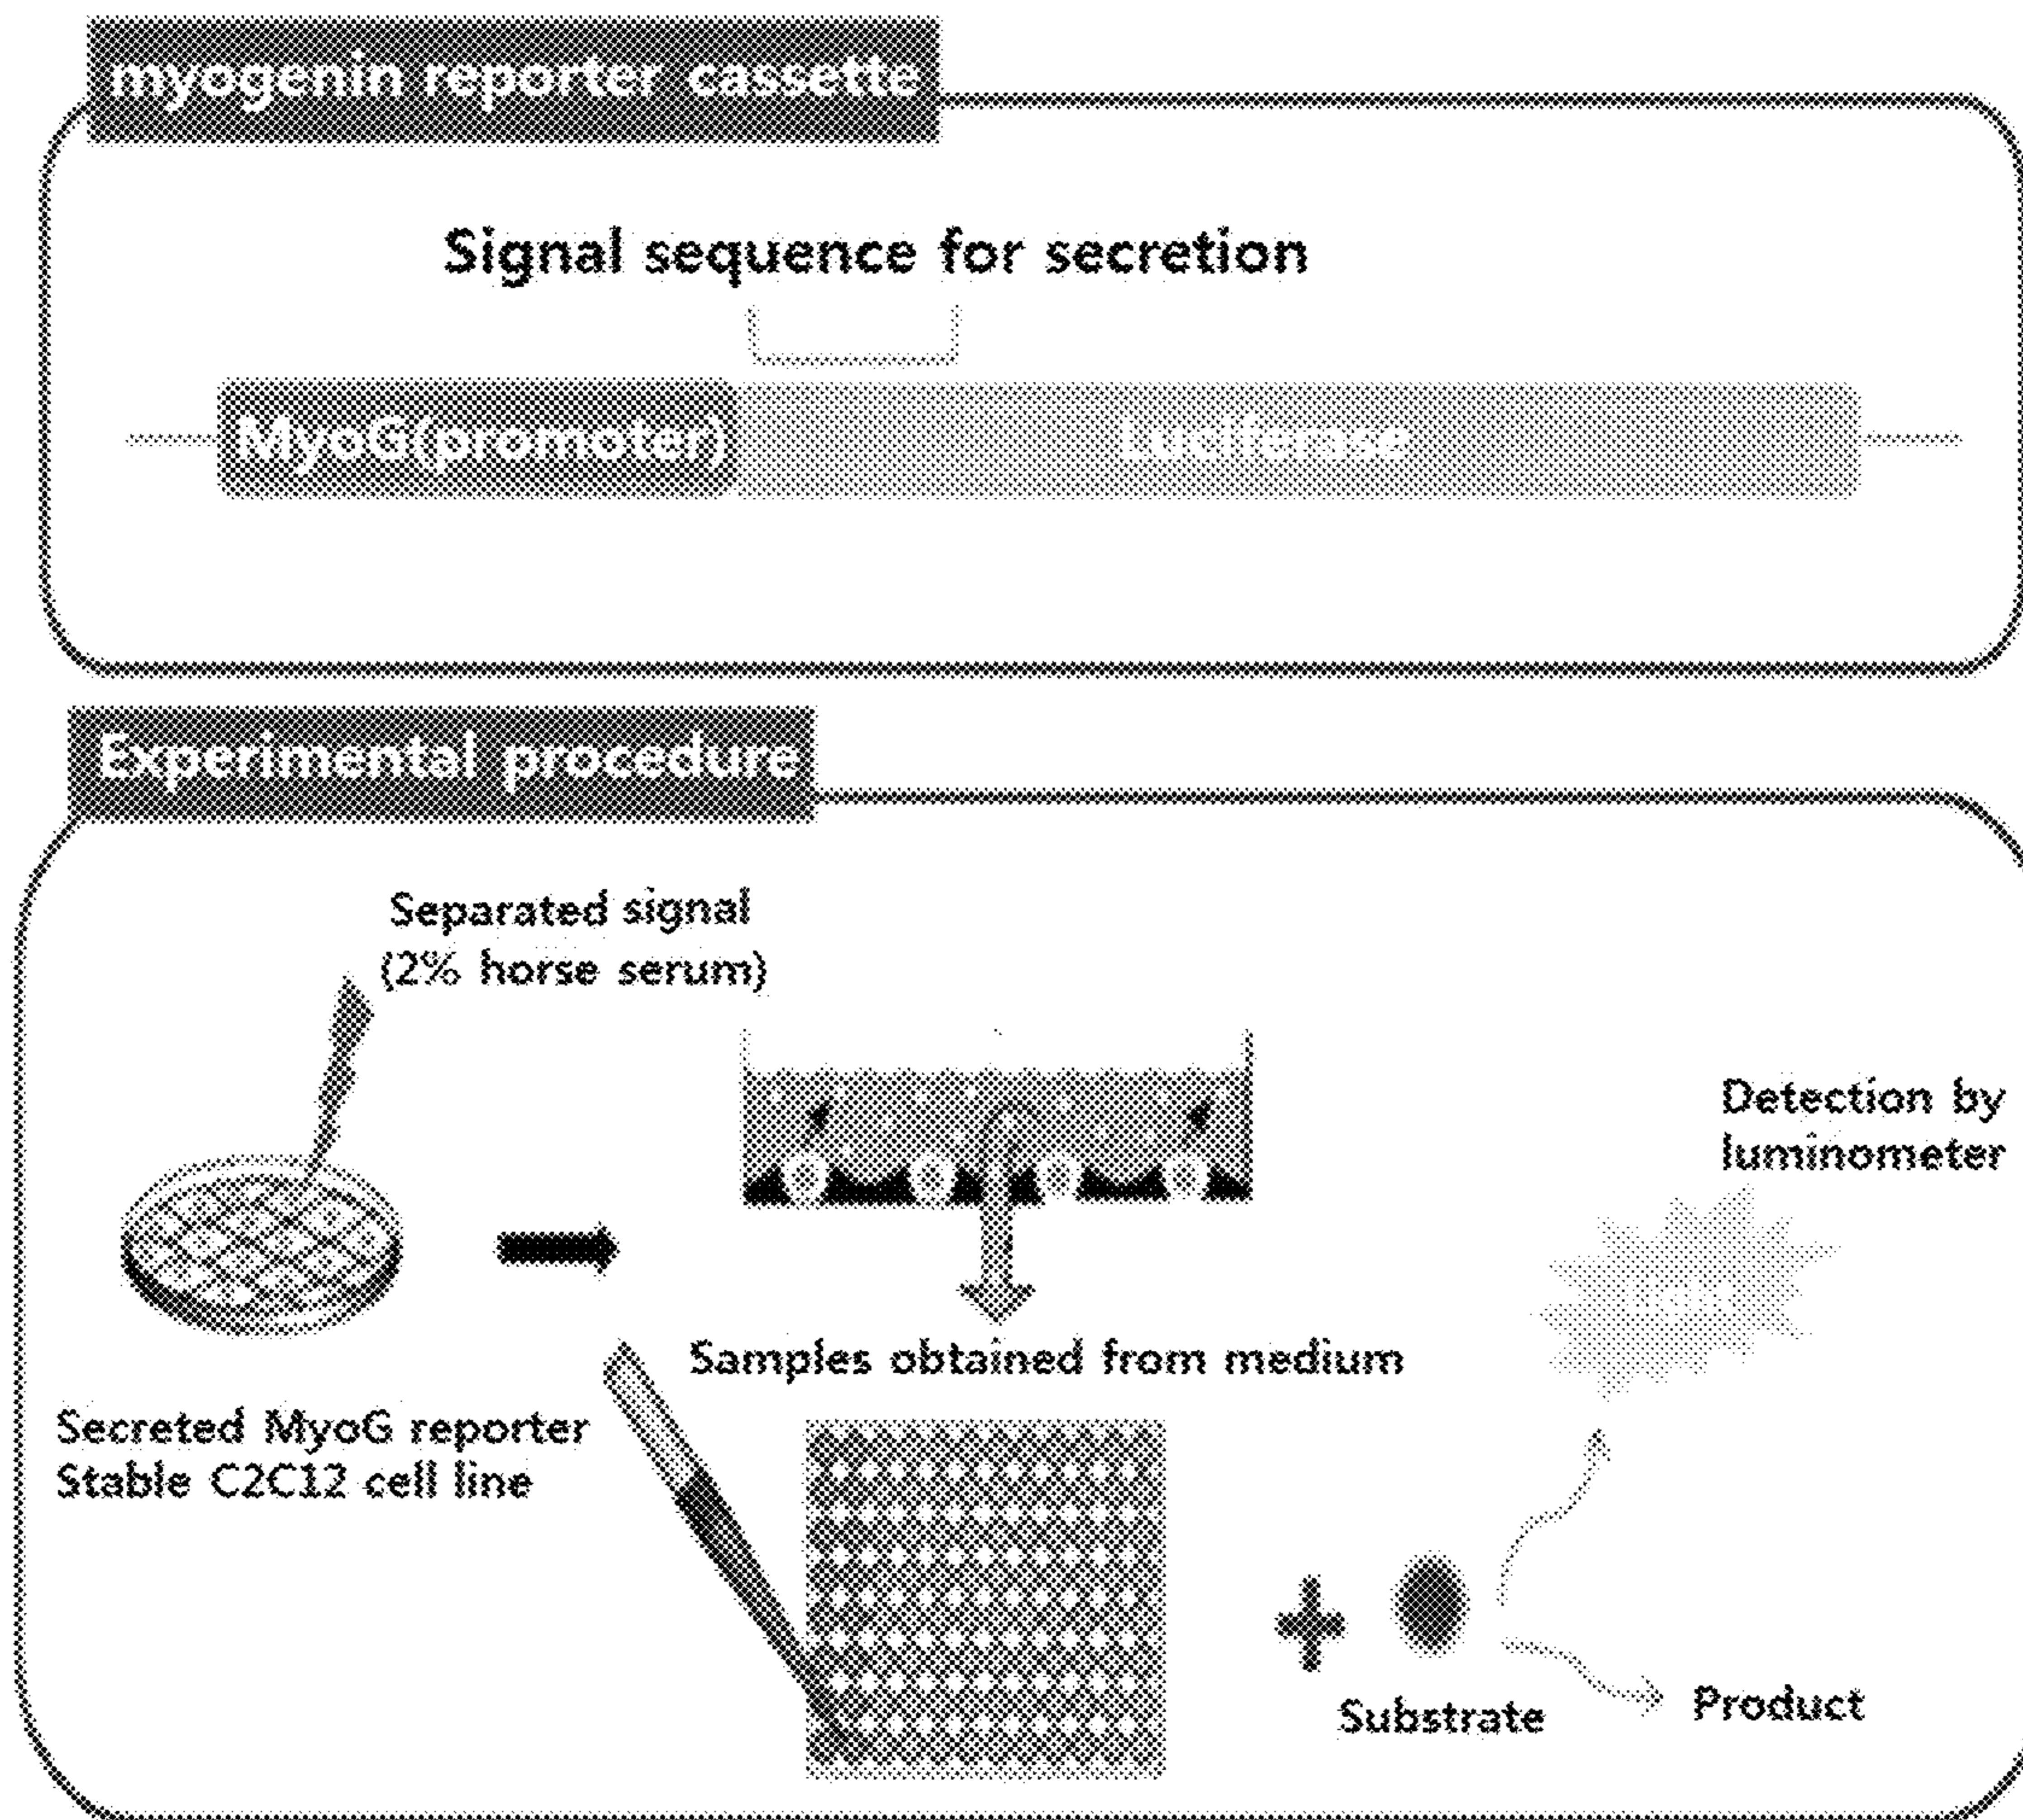 myogenin reporter cassette
Signal sequence for secretion
MyoG(promoter)
Luciferase
Experimental procedure
Separated signal
(2% horse serum)
Detection by
luminometer
Samples obtained from medium
Secreted MyoG reporter
Stable C2C12 cell line
Substrate
Product